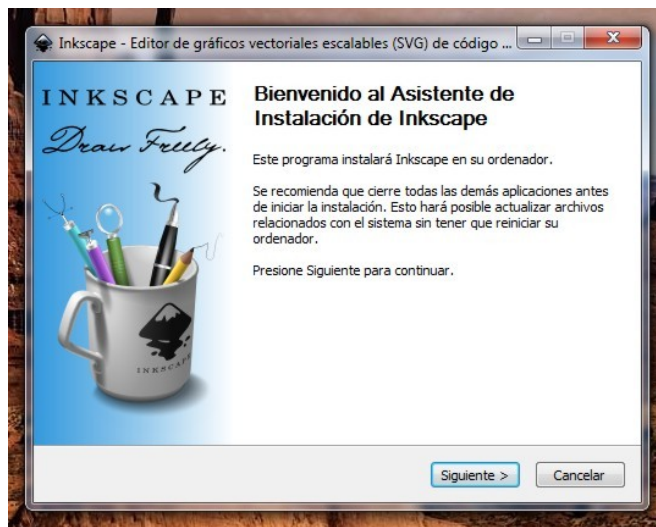 Inkscape - Editor de gráficos vectoriales escalables (SVG) de código ...
INKSCAPE
Draw Freely.
INKSCAPE
Bienvenido al Asistente de
Instalación de Inkscape
Este programa instalará Inkscape en su ordenador.
Se recomienda que cierre todas las demás aplicaciones antes
de iniciar la instalación. Esto hará posible actualizar archivos
relacionados con el sistema sin tener que reiniciar su
ordenador.
Presione Siguiente para continuar.
Siguiente >
Cancelar